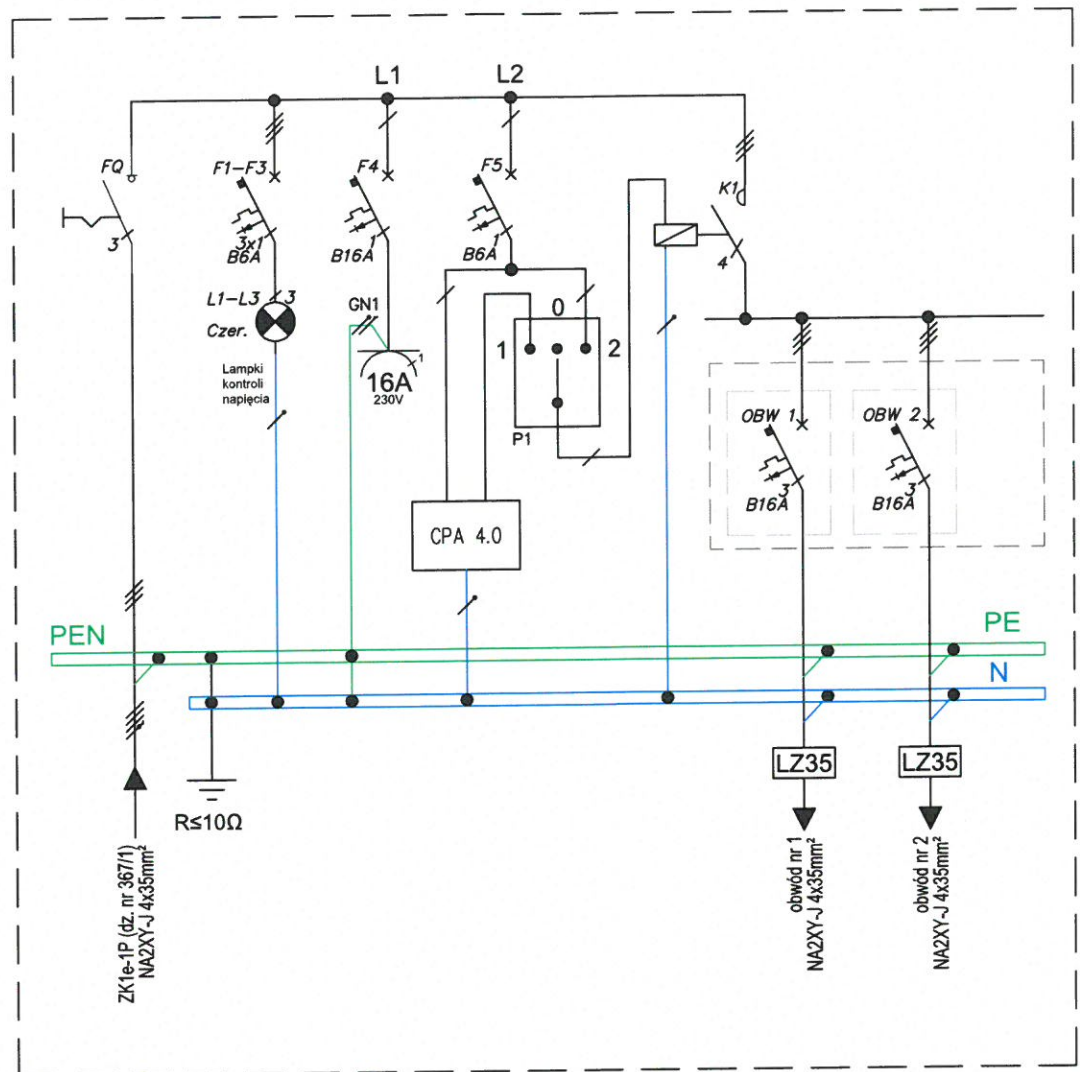 L1
L2
FQ
3
F1-F3
3x1
B6A
F4
1
B16A
F5
1
B6A
K1
4
L1-L3
3
Czer.
Lampki
kontroli
napięcia
GN1
1
16A
230V
0
1
2
P1
CPA 4.0
OBW 1
3
B16A
OBW 2
3
B16A
PEN
PE
N
R≤10Ω
LZ35
LZ35
ZK1e-1P (dz. nr 367/1)
NA2XY-J 4x35mm²
obwód nr 1
NA2XY-J 4x35mm²
obwód nr 2
NA2XY-J 4x35mm²